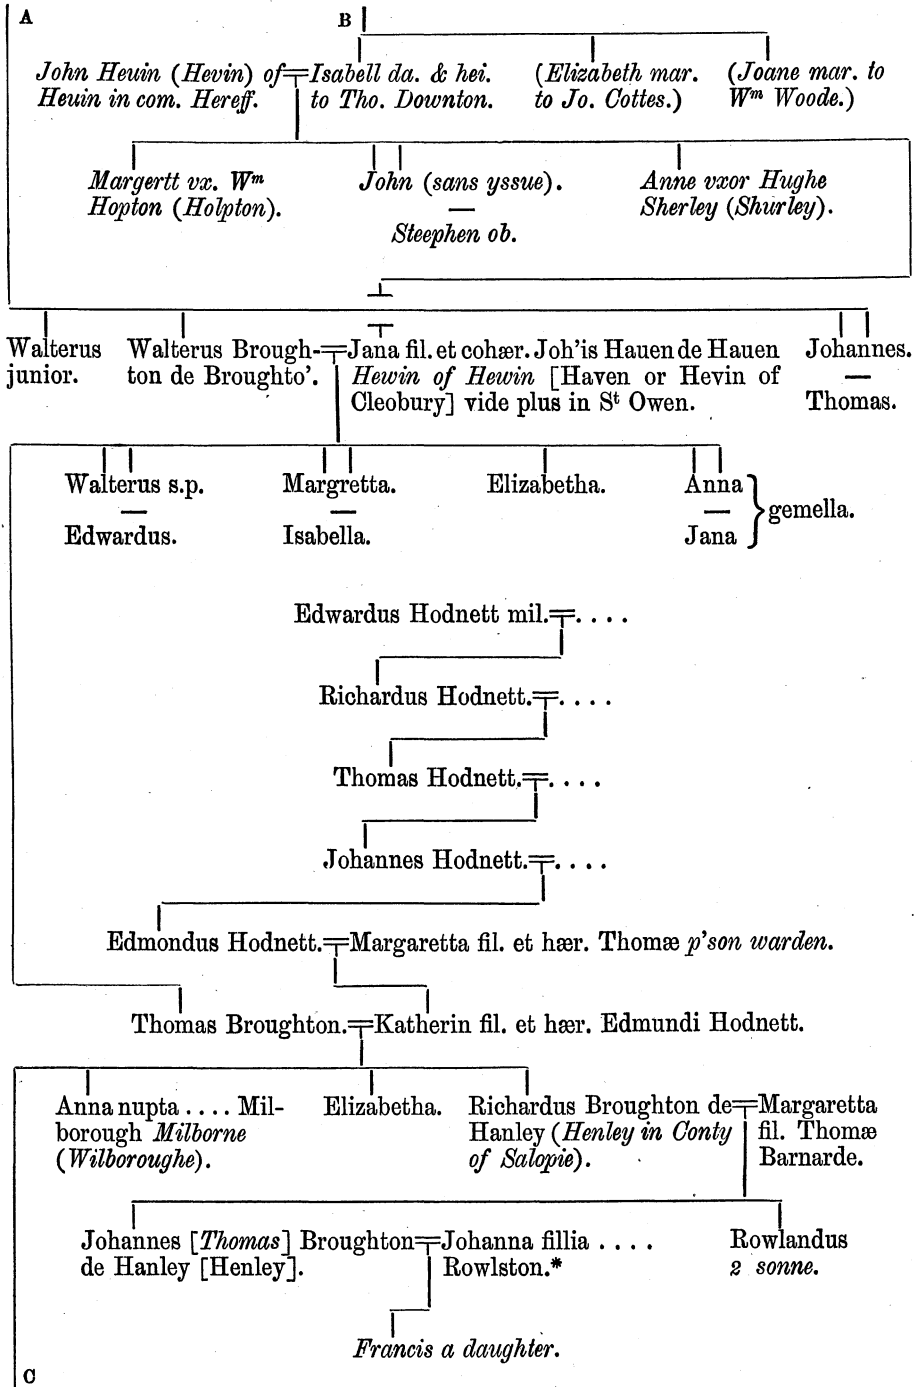 A
B
John Heuin (Hevin) of Isabell da. & hei. (Elizabeth mar. (Joane mar. to
Heuin in com. Hereff. to Tho. Downton. to Jo. Cottes.) Wm Woode.)
Margertt vx. Wm John (sans yssue). Anne vxor Hughe
Hopton (Holpton). — Sherley (Shurley).
Steephen ob.
Walterus Walterus Brough- Jana fil. et cohær. Joh'is Hauen de Hauen Johannes.
junior. ton de Broughto'. Hewin of Hewin [Haven or Hevin of —
Cleobury] vide plus in St Owen. Thomas.
Walterus s.p. Margretta. Elizabetha. Anna
— — — gemella.
Edwardus. Isabella. Jana
Edwardus Hodnett mil. . . . .
Richardus Hodnett. . . . .
Thomas Hodnett. . . . .
Johannes Hodnett. . . . .
Edmondus Hodnett. Margaretta fil. et hær. Thomæ p'son warden.
Thomas Broughton. Katherin fil. et hær. Edmundi Hodnett.
Anna nupta . . . . Mil- Elizabetha. Richardus Broughton de Margaretta
borough Milborne Hanley (Henley in Conty fil. Thomæ
(Wilboroughe). of Salopie). Barnarde.
Johannes [Thomas] Broughton Johanna fillia . . . . Rowlandus
de Hanley [Henley]. Rowlston.* 2 sonne.
Francis a daughter.
C